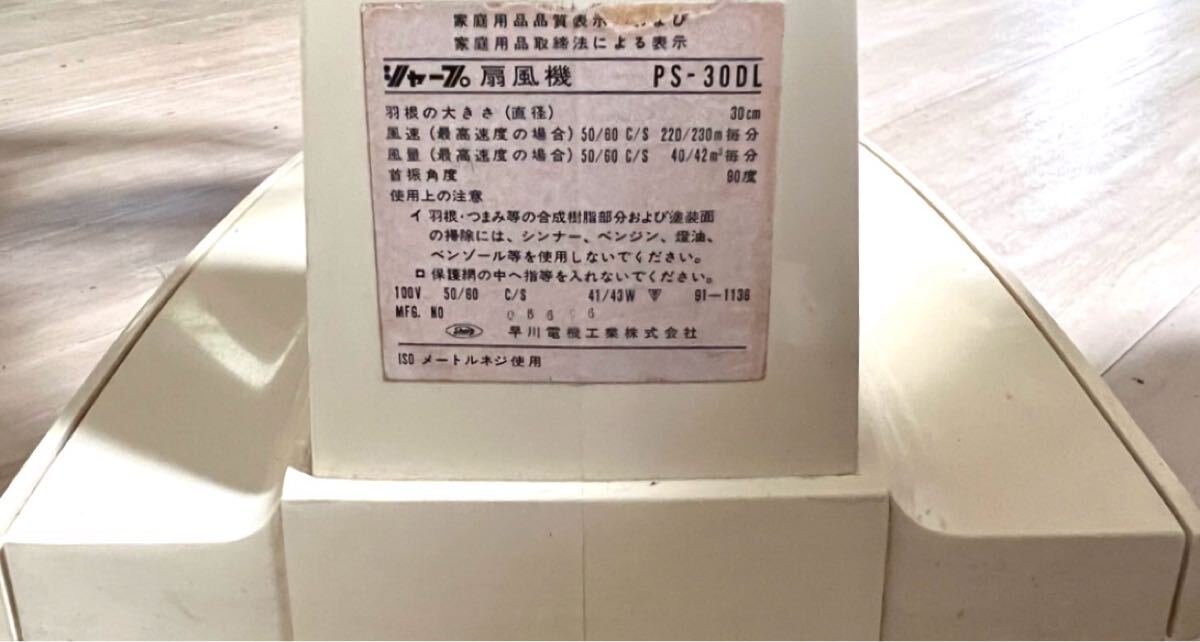 家庭用品品質表示 および
家庭用品取締法による表示
シャープ 扇風機 PS-30DL
羽根の大きさ (直径) 30cm
風速 (最高速度の場合) 50/60 C/S 220/230m毎分
風量 (最高速度の場合) 50/60 C/S 40/42m³毎分
首振角度 90度
使用上の注意
イ 羽根・つまみ等の合成樹脂部分および塗装面
の掃除には、シンナー、ベンジン、燈油、
ベンゾール等を使用しないでください。
ロ 保護網の中へ指等を入れないでください。
100V 50/60 C/S 41/43W 91-1136
MFG. NO
Sharp 早川電機工業株式会社
ISO メートルネジ使用